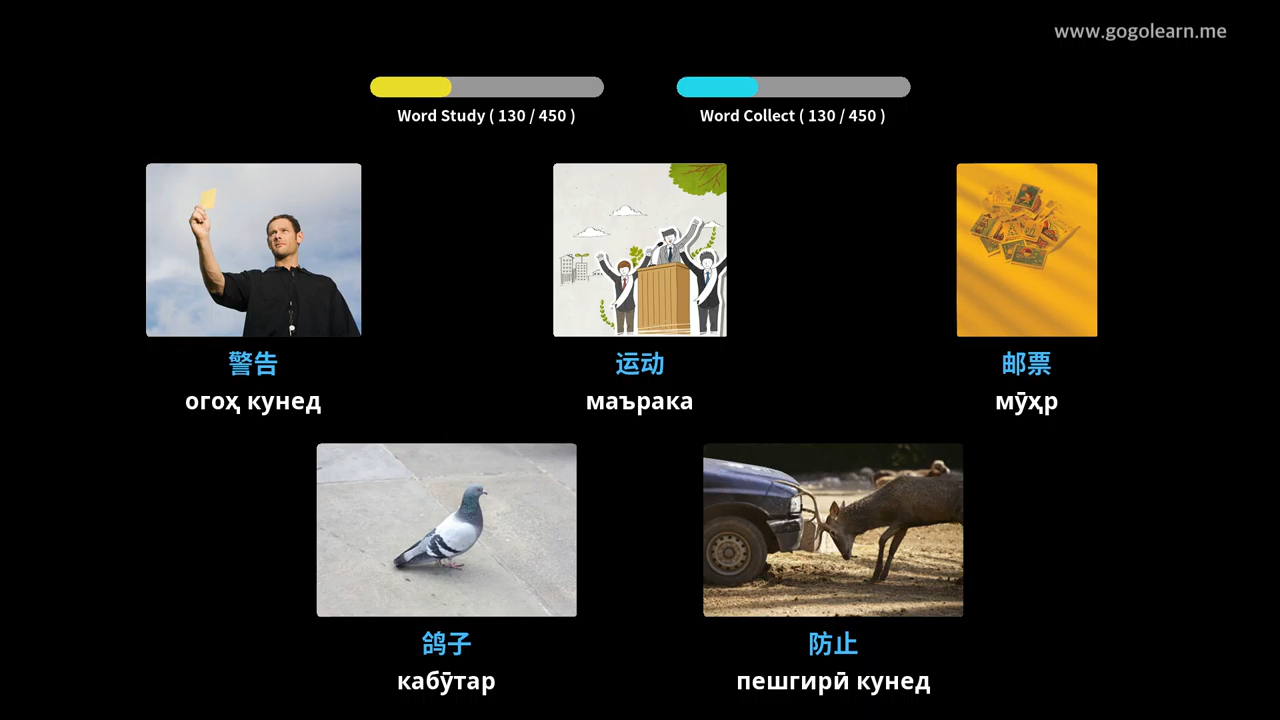 www.gogolearn.me
Word Study ( 130 / 450 )
Word Collect ( 130 / 450 )
警告
огоҳ кунед
运动
маърака
邮票
мӯҳр
鸽子
кабӯтар
防止
пешгирӣ кунед